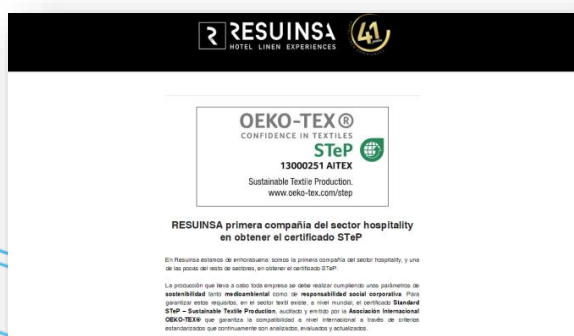 RESUINSA
HOTEL LINEN EXPERIENCES
41
OEKO-TEX®
CONFIDENCE IN TEXTILES
STeP
13000251 AITEX
Sustainable Textile Production.
www.oeko-tex.com/step
RESUINSA primera compañía del sector hospitality
en obtener el certificado STeP
En Resuinsa estamos de enhorabuena: somos la primera compañía del sector hospitality, y una
de las pocas del resto de sectores, en obtener el certificado STeP.
La producción que lleva a cabo toda empresa se debe realizar cumpliendo unos parámetros de
sostenibilidad tanto medioambiental como de responsabilidad social corporativa. Para
garantizar estos requisitos, en el sector textil existe, a nivel mundial, el certificado Standard
STeP – Sustainable Textile Production, auditado y emitido por la Asociación Internacional
OEKO-TEX® que garantiza la compatibilidad a nivel internacional a través de criterios
estandarizados que continuamente son analizados, evaluados y actualizados.